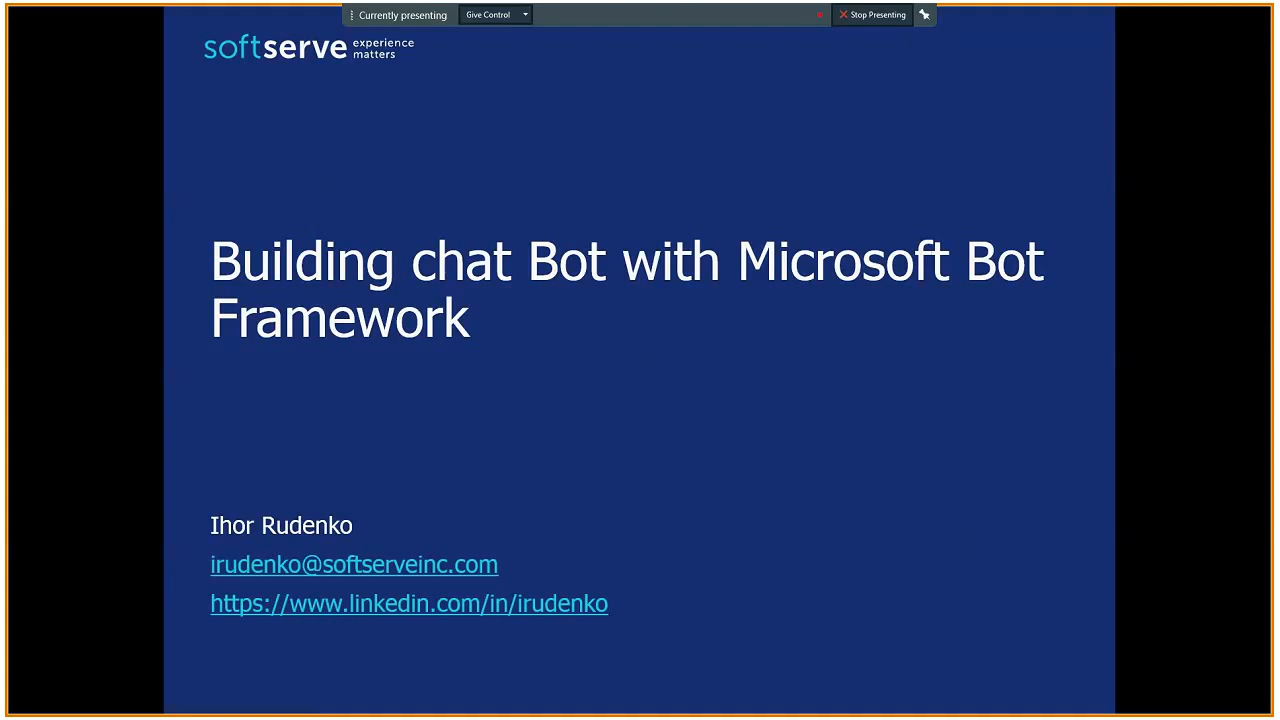 Currently presenting
Give Control
Stop Presenting
softserve experience
matters
Building chat Bot with Microsoft Bot
Framework
Ihor Rudenko
irudenko@softserveinc.com
https://www.linkedin.com/in/irudenko